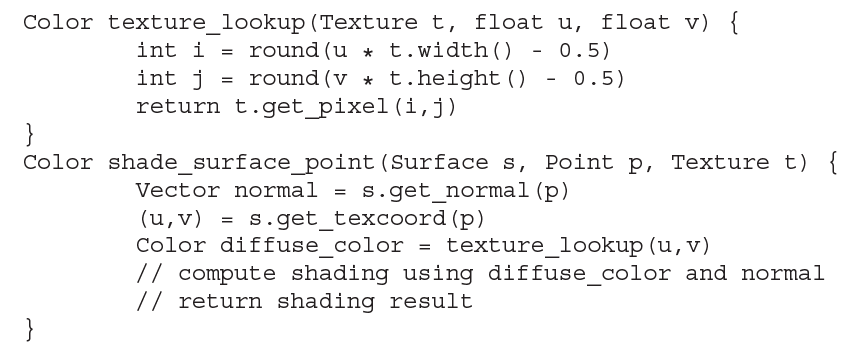 Color texture_lookup(Texture t, float u, float v) {
int i = round(u * t.width() - 0.5)
int j = round(v * t.height() - 0.5)
return t.get_pixel(i,j)
}
Color shade_surface_point(Surface s, Point p, Texture t) {
Vector normal = s.get_normal(p)
(u,v) = s.get_texcoord(p)
Color diffuse_color = texture_lookup(u,v)
// compute shading using diffuse_color and normal
// return shading result
}